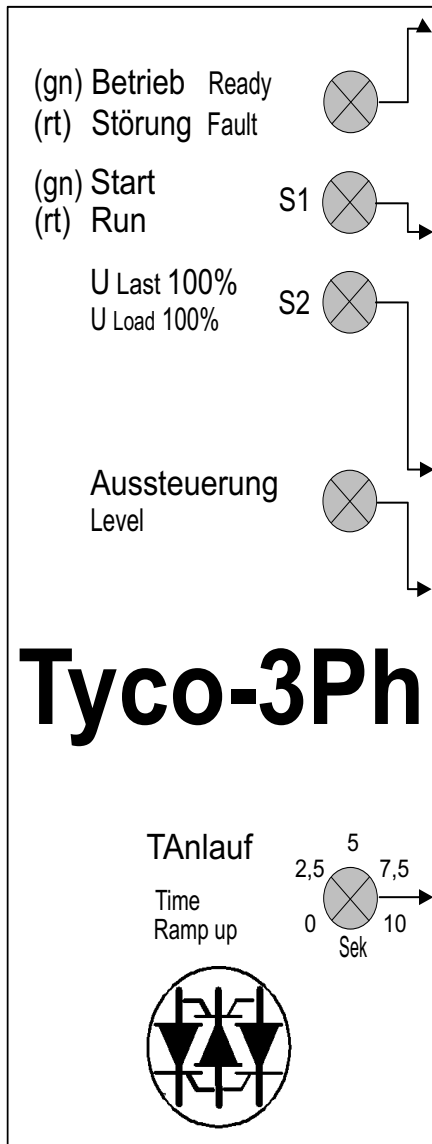 (gn) Betrieb Ready
(rt) Störung Fault
(gn) Start
S1
(rt) Run
U Last 100%
S2
U Load 100%
Aussteuerung
Level
Tyco-3Ph
TAnlauf
5
2,5 7,5
Time
0 10
Ramp up
Sek